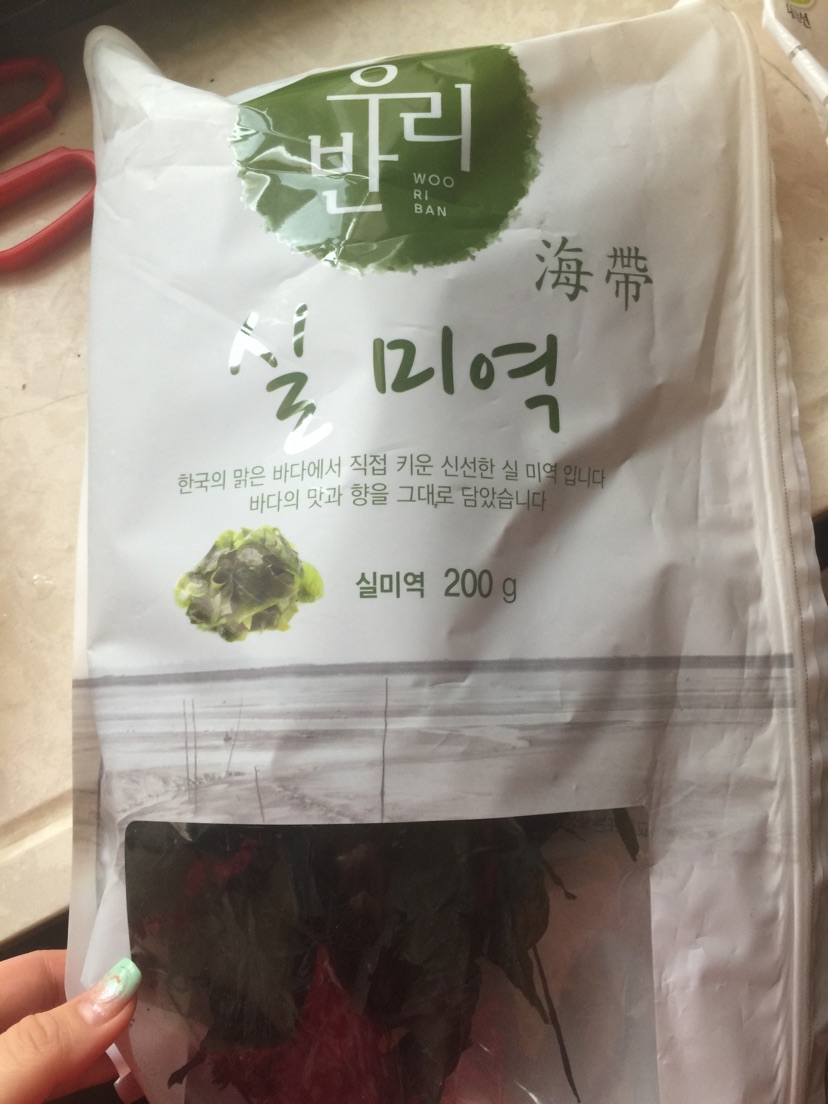 우리
반
WOO
RI
BAN
海帶
실 미역
한국의 맑은 바다에서 직접 키운 신선한 실 미역 입니다
바다의 맛과 향을 그대로 담았습니다
실미역 200 g